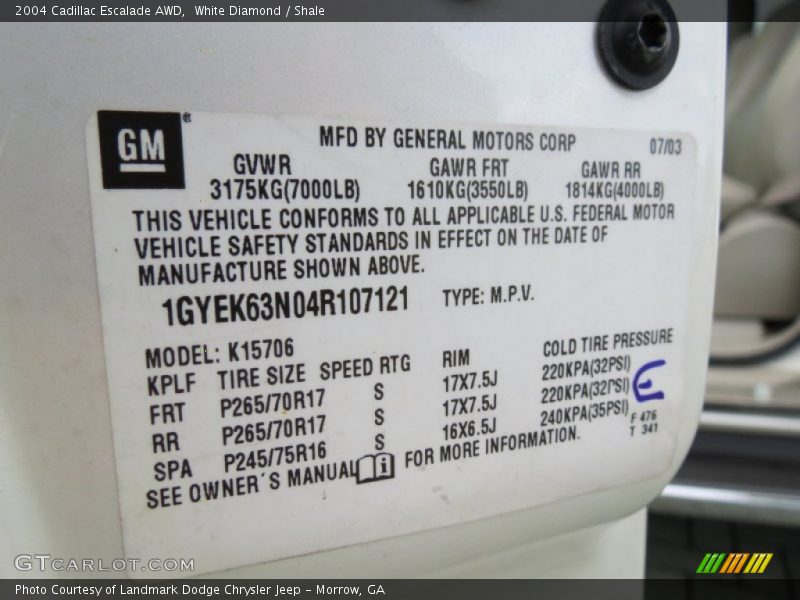 2004 Cadillac Escalade AWD,  White Diamond / Shale
GM®
MFD BY GENERAL MOTORS CORP 07/03
GVWR GAWR FRT GAWR RR
3175KG(7000LB) 1610KG(3550LB) 1814KG(4000LB)
THIS VEHICLE CONFORMS TO ALL APPLICABLE U.S. FEDERAL MOTOR
VEHICLE SAFETY STANDARDS IN EFFECT ON THE DATE OF
MANUFACTURE SHOWN ABOVE.
1GYEK63N04R107121 TYPE: M.P.V.
MODEL: K15706
KPLF TIRE SIZE SPEED RTG RIM COLD TIRE PRESSURE
FRT P265/70R17 S 17X7.5J 220KPA(32PSI)
RR P265/70R17 S 17X7.5J 220KPA(32PSI)
SPA P245/75R16 S 16X6.5J 240KPA(35PSI)
E
F 476
T 341
SEE OWNER´S MANUAL i FOR MORE INFORMATION.
GTCARLOT.COM
Photo Courtesy of Landmark Dodge Chrysler Jeep – Morrow, GA